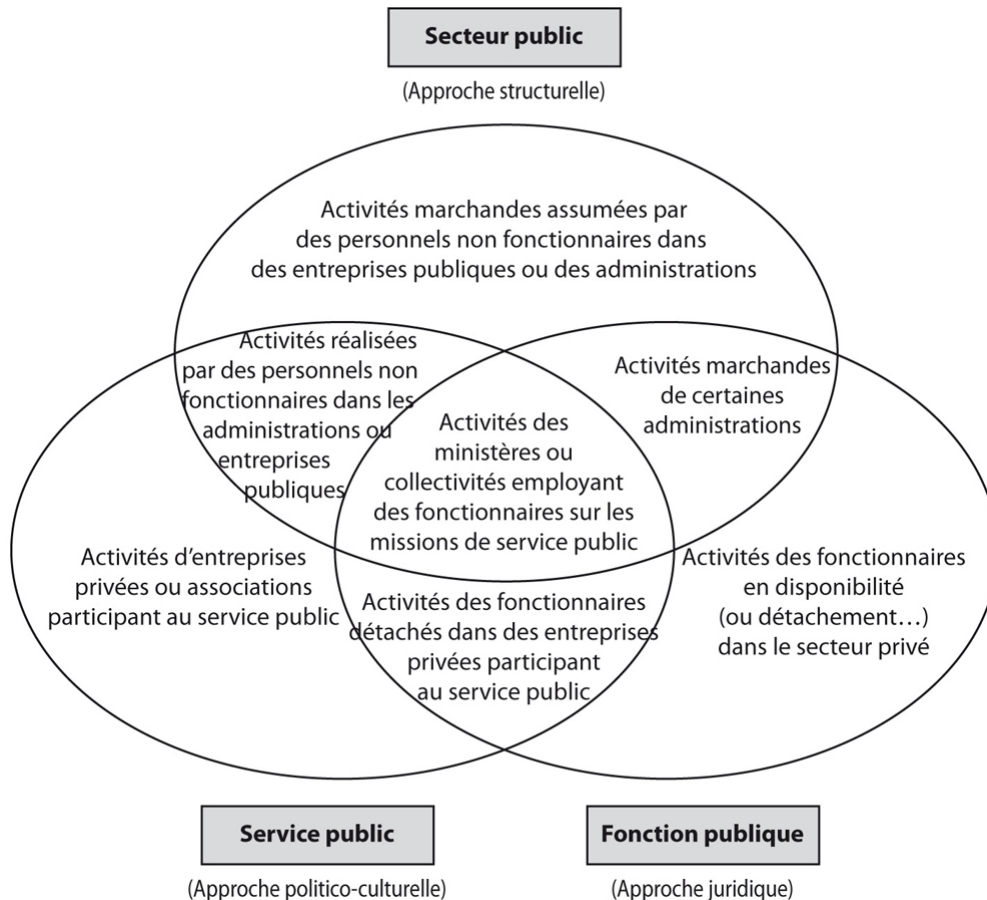 Secteur public
(Approche structurelle)
Activités marchandes assumées par
des personnels non fonctionnaires dans
des entreprises publiques ou des administrations
Activités réalisées
par des personnels non
fonctionnaires dans les
administrations ou
entreprises
publiques
Activités marchandes
de certaines
administrations
Activités des
ministères ou
collectivités employant
des fonctionnaires sur les
missions de service public
Activités d’entreprises
privées ou associations
participant au service public
Activités des fonctionnaires
détachés dans des entreprises
privées participant
au service public
Activités des fonctionnaires
en disponibilité
(ou détachement…)
dans le secteur privé
Service public
(Approche politico-culturelle)
Fonction publique
(Approche juridique)